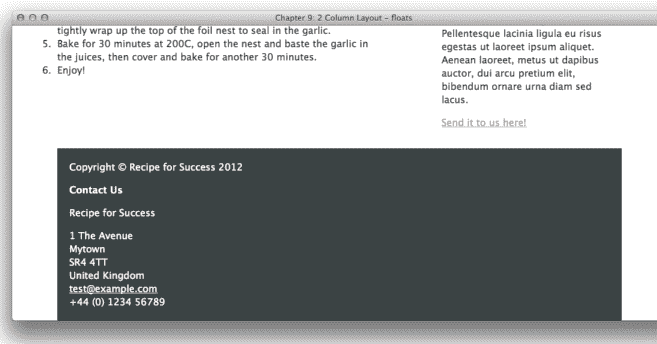 Chapter 9: 2 Column Layout – floats
tightly wrap up the top of the foil nest to seal in the garlic.
5. Bake for 30 minutes at 200C, open the nest and baste the garlic in
the juices, then cover and bake for another 30 minutes.
6. Enjoy!
Pellentesque lacinia ligula eu risus
egestas ut laoreet ipsum aliquet.
Aenean laoreet, metus ut dapibus
auctor, dui arcu pretium elit,
bibendum ornare urna diam sed
lacus.
Send it to us here!
Copyright © Recipe for Success 2012
Contact Us
Recipe for Success
1 The Avenue
Mytown
SR4 4TT
United Kingdom
test@example.com
+44 (0) 1234 56789